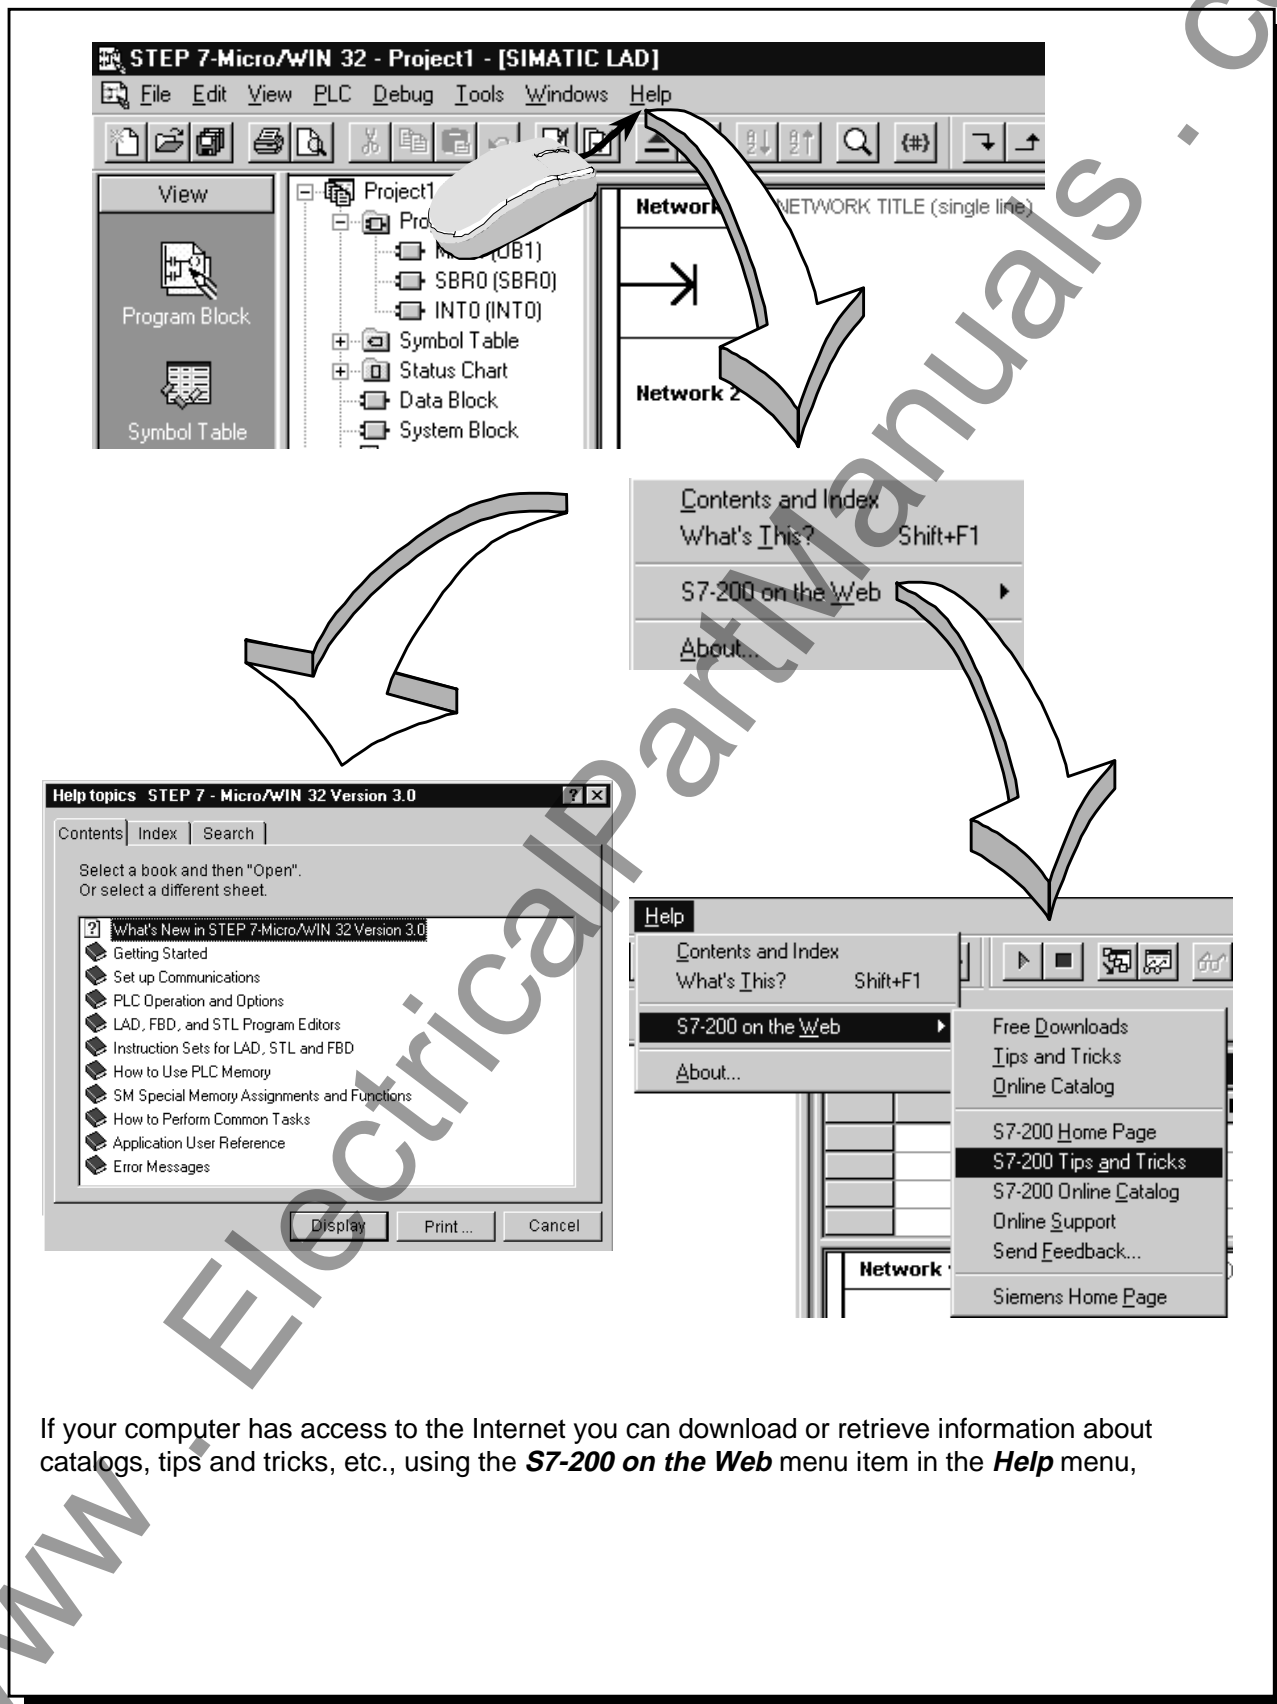 STEP 7-Micro/WIN 32 - Project1 - [SIMATIC LAD]
File Edit View PLC Debug Tools Windows Help
View
Program Block
Symbol Table
Project1
(OB1)
SBR0 (SBR0)
INT0 (INT0)
Symbol Table
Status Chart
Data Block
System Block
Network
NETWORK TITLE (single line)
Network 2
Contents and Index
What's This? Shift+F1
S7-200 on the Web
About...
Help topics STEP 7 - Micro/WIN 32 Version 3.0
Contents Index Search
Select a book and then "Open".
Or select a different sheet.
What's New in STEP 7-Micro/WIN 32 Version 3.0
Getting Started
Set up Communications
PLC Operation and Options
LAD, FBD, and STL Program Editors
Instruction Sets for LAD, STL and FBD
How to Use PLC Memory
SM Special Memory Assignments and Functions
How to Perform Common Tasks
Application User Reference
Error Messages
Display Print ... Cancel
Help
Contents and Index
What's This? Shift+F1
S7-200 on the Web
About...
Free Downloads
Tips and Tricks
Online Catalog
S7-200 Home Page
S7-200 Tips and Tricks
S7-200 Online Catalog
Online Support
Send Feedback...
Siemens Home Page
Network
If your computer has access to the Internet you can download or retrieve information about
catalogs, tips and tricks, etc., using the S7-200 on the Web menu item in the Help menu,
ww . ElectricalPartManuals . c